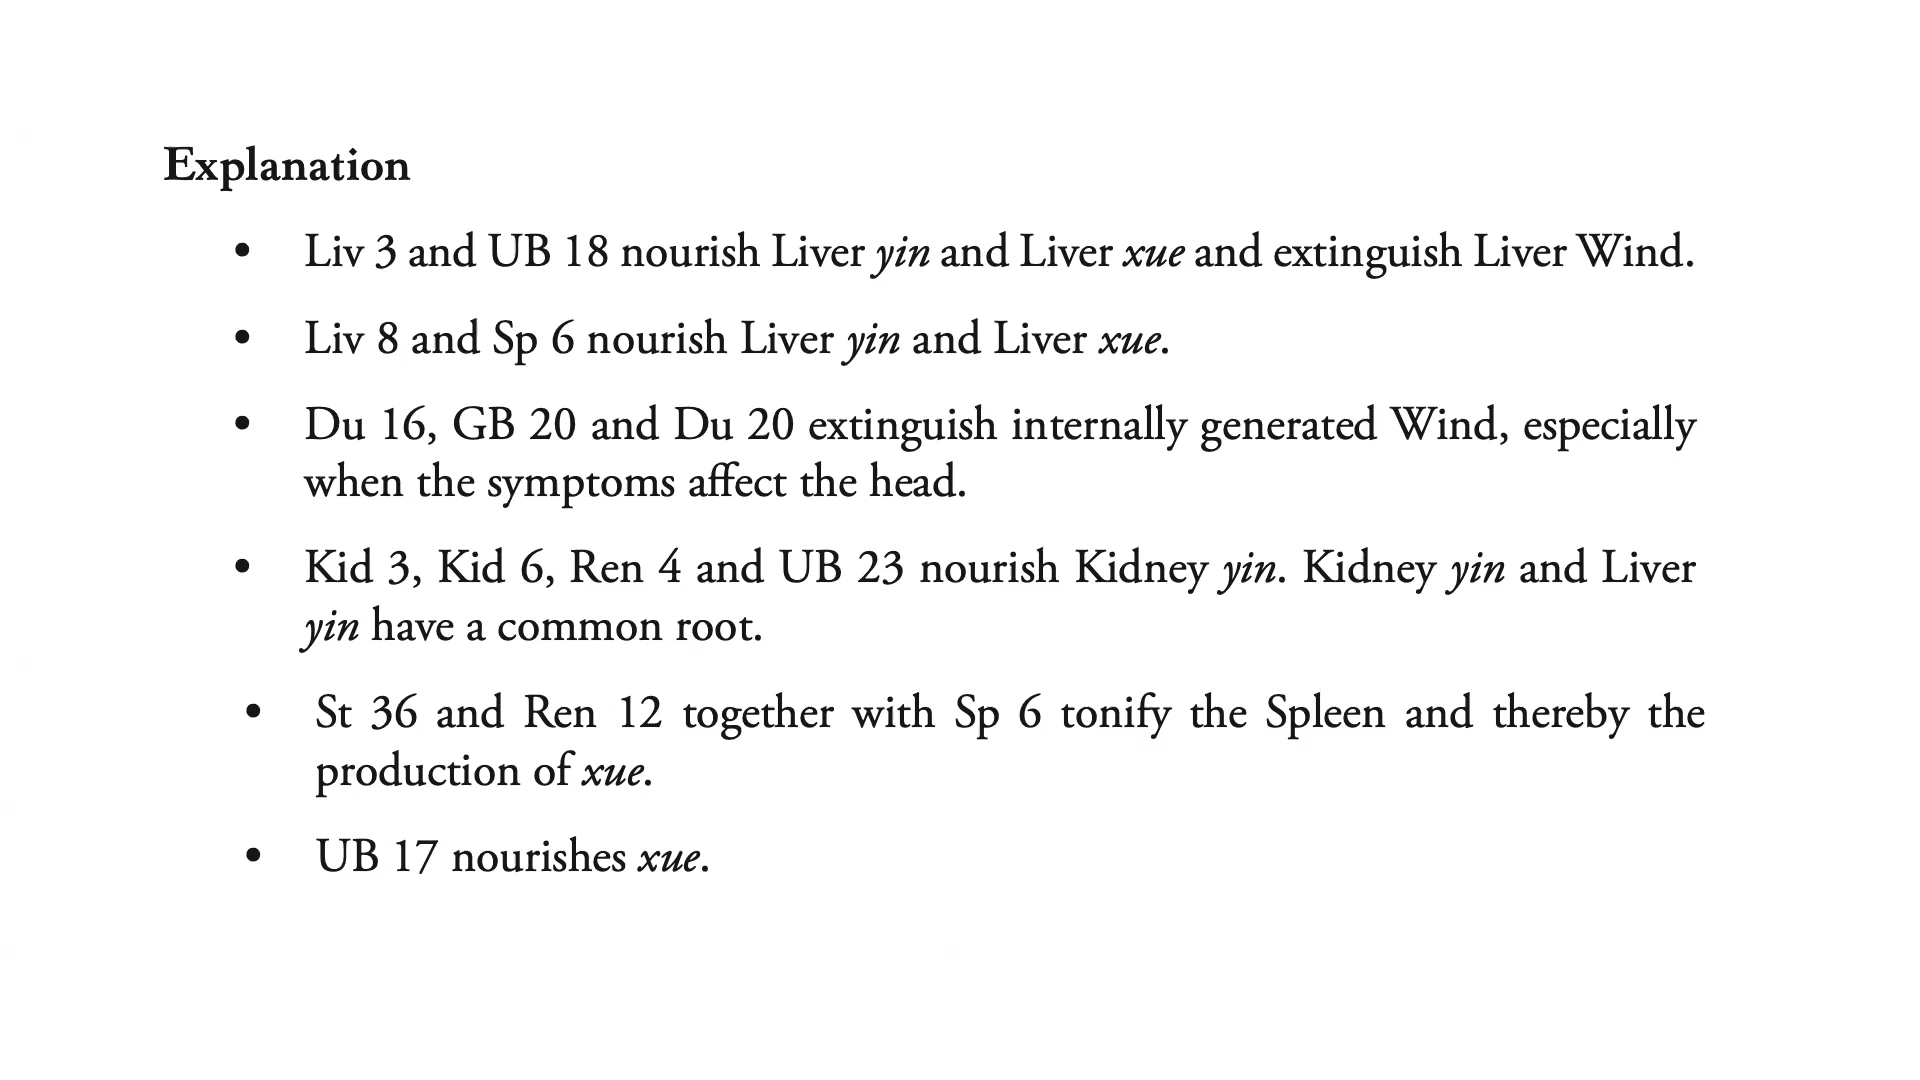 Explanation
• Liv 3 and UB 18 nourish Liver yin and Liver xue and extinguish Liver Wind.
• Liv 8 and Sp 6 nourish Liver yin and Liver xue.
• Du 16, GB 20 and Du 20 extinguish internally generated Wind, especially
when the symptoms affect the head.
• Kid 3, Kid 6, Ren 4 and UB 23 nourish Kidney yin. Kidney yin and Liver
yin have a common root.
• St 36 and Ren 12 together with Sp 6 tonify the Spleen and thereby the
production of xue.
• UB 17 nourishes xue.